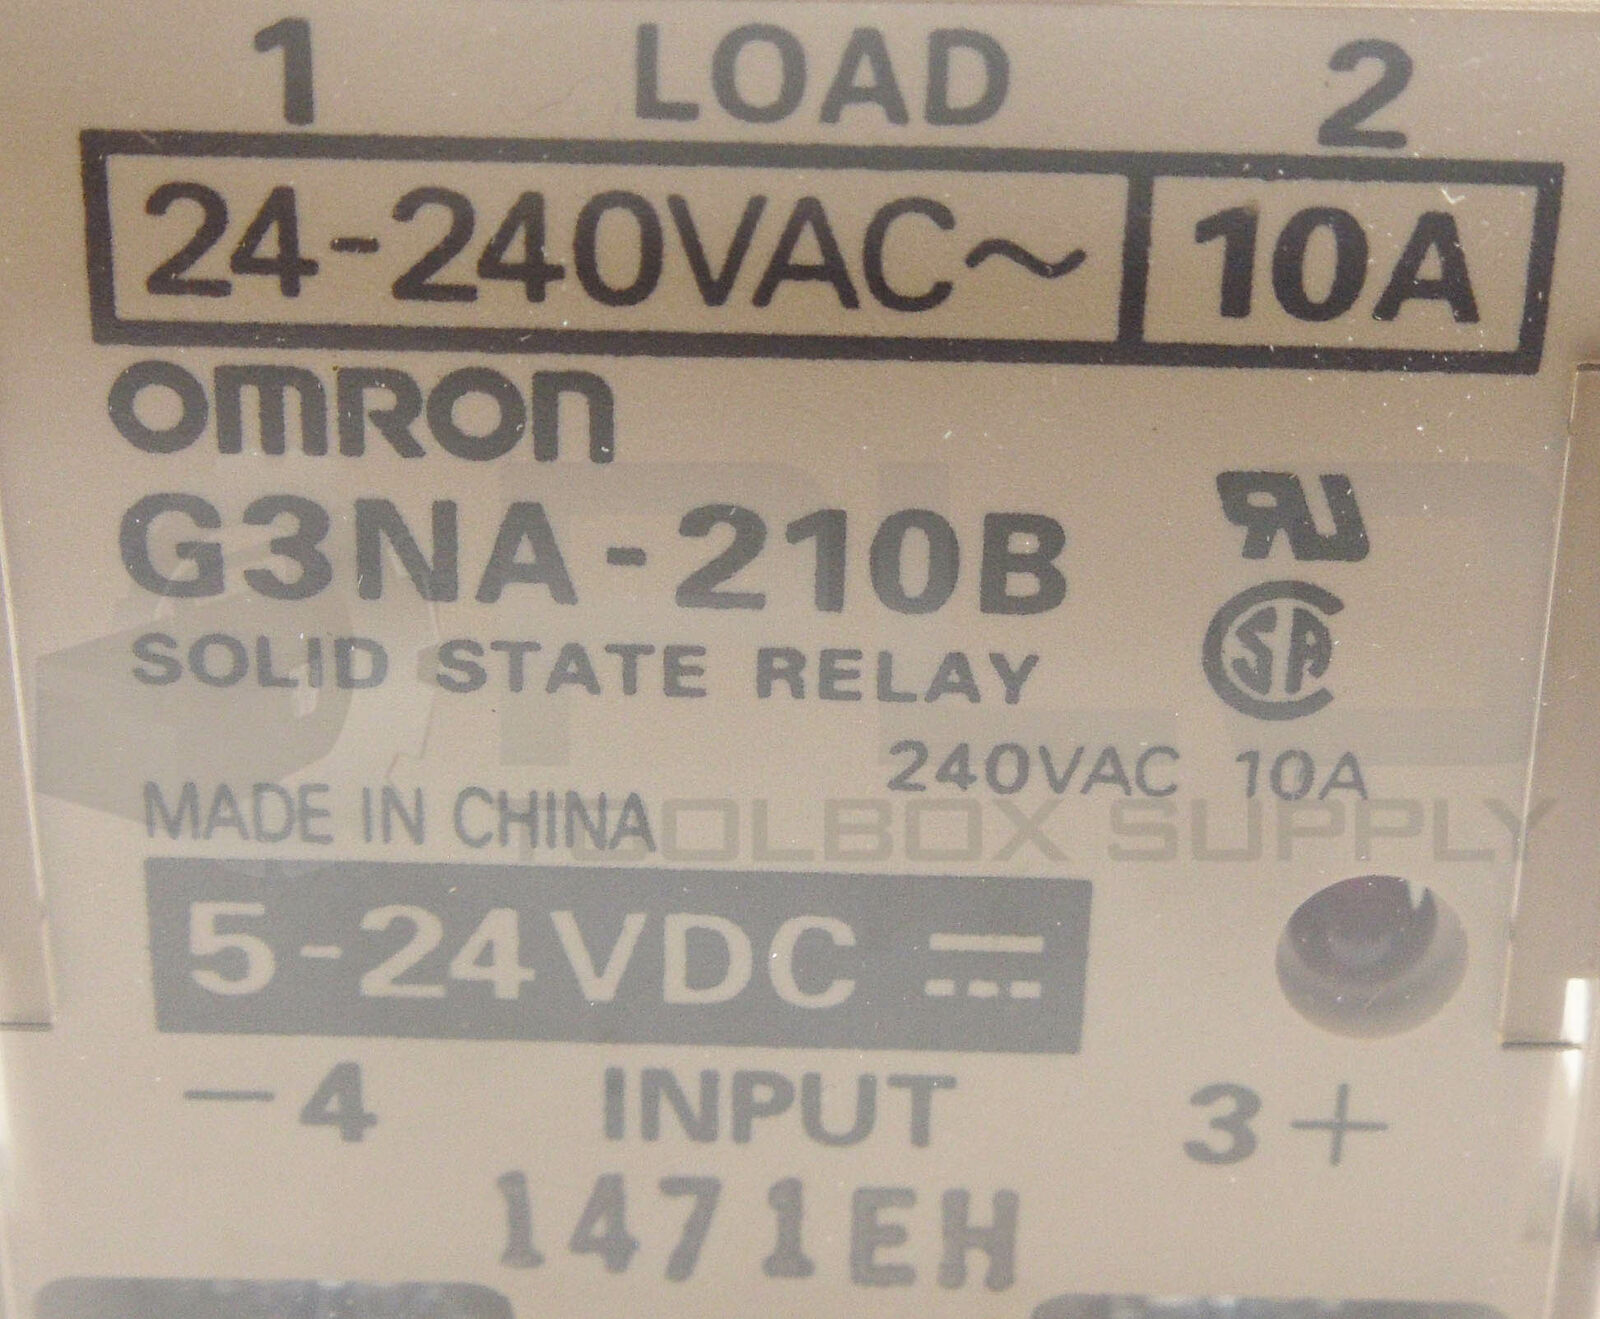 1 LOAD 2
24-240VAC~ 10A
OMRON
G3NA-210B
SOLID STATE RELAY
240VAC 10A
MADE IN CHINA
TOOLBOX SUPPLY
5-24VDC
−4 INPUT 3+
1471EH